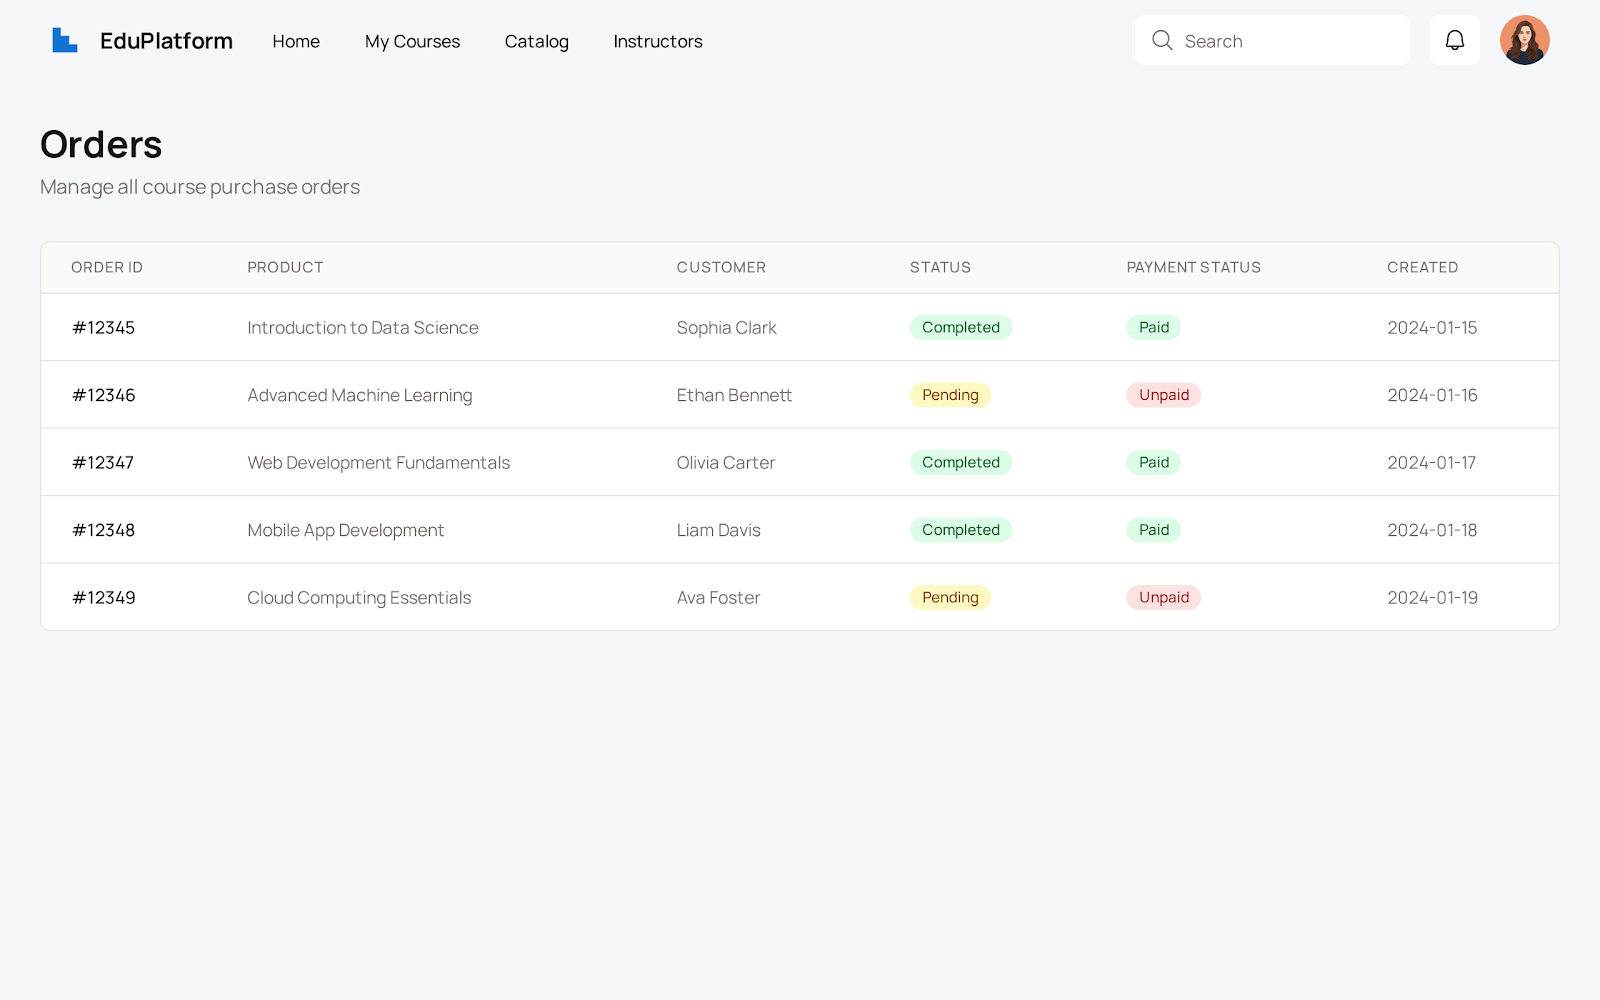 EduPlatform Home My Courses Catalog Instructors Search
Orders
Manage all course purchase orders
ORDER ID PRODUCT CUSTOMER STATUS PAYMENT STATUS CREATED
#12345 Introduction to Data Science Sophia Clark Completed Paid 2024-01-15
#12346 Advanced Machine Learning Ethan Bennett Pending Unpaid 2024-01-16
#12347 Web Development Fundamentals Olivia Carter Completed Paid 2024-01-17
#12348 Mobile App Development Liam Davis Completed Paid 2024-01-18
#12349 Cloud Computing Essentials Ava Foster Pending Unpaid 2024-01-19